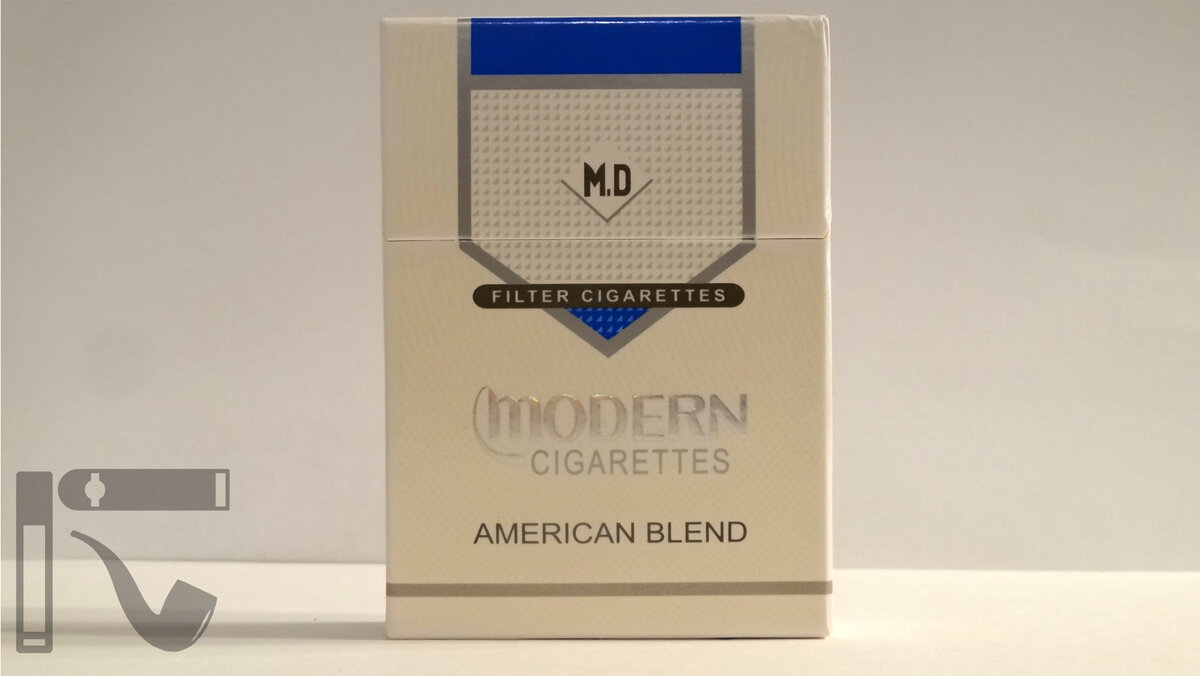 M.D
FILTER CIGARETTES
MODERN
CIGARETTES
AMERICAN BLEND